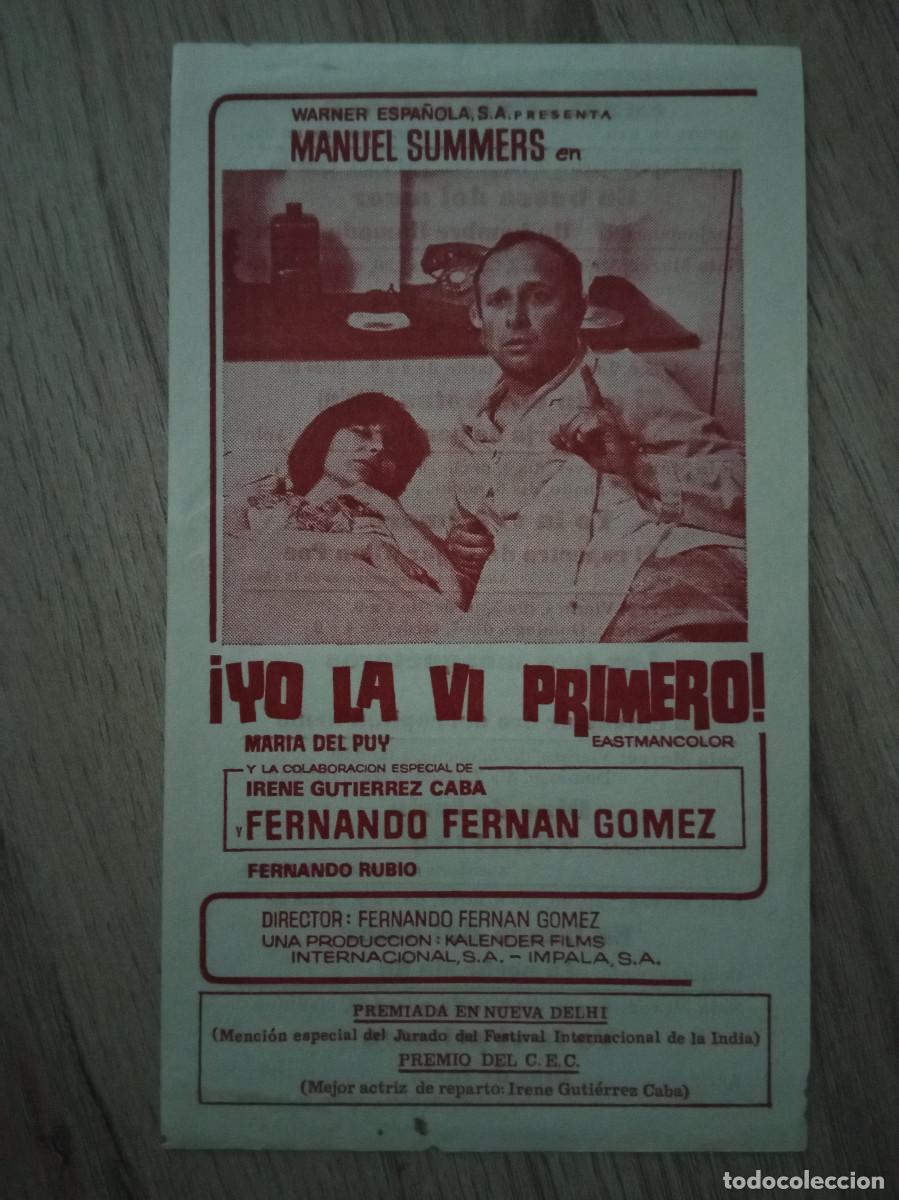 WARNER ESPAÑOLA, S.A. PRESENTA
MANUEL SUMMERS en
¡YO LA VI PRIMERO!
MARIA DEL PUY
EASTMANCOLOR
Y LA COLABORACION ESPECIAL DE
IRENE GUTIERREZ CABA
Y FERNANDO FERNAN GOMEZ
FERNANDO RUBIO
DIRECTOR: FERNANDO FERNAN GOMEZ
UNA PRODUCCION: KALENDER FILMS
INTERNACIONAL, S.A. - IMPALA, S.A.
PREMIADA EN NUEVA DELHI
(Mención especial del Jurado del Festival Internacional de la India)
PREMIO DEL C.E.C.
(Mejor actriz de reparto: Irene Gutiérrez Caba)
todocoleccion